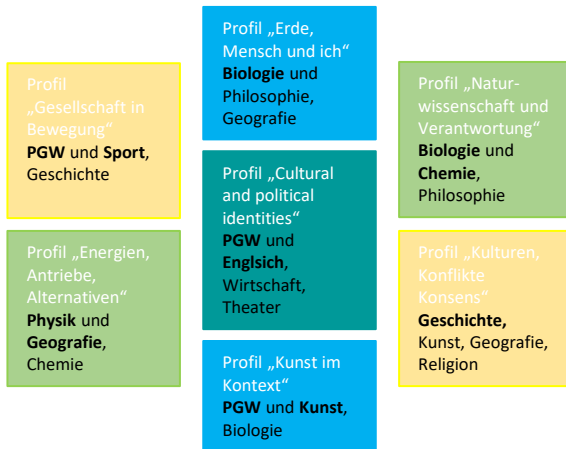 Profil
„Gesellschaft in
Bewegung“
PGW und Sport,
Geschichte
Profil „Energien,
Antriebe,
Alternativen“
Physik und
Geografie,
Chemie
Profil „Erde,
Mensch und ich“
Biologie und
Philosophie,
Geografie
Profil „Cultural
and political
identities“
PGW und
Englsich,
Wirtschaft,
Theater
Profil „Kunst im
Kontext“
PGW und Kunst,
Biologie
Profil „Natur-
wissenschaft und
Verantwortung“
Biologie und
Chemie,
Philosophie
Profil „Kulturen,
Konflikte
Konsens“
Geschichte,
Kunst, Geografie,
Religion